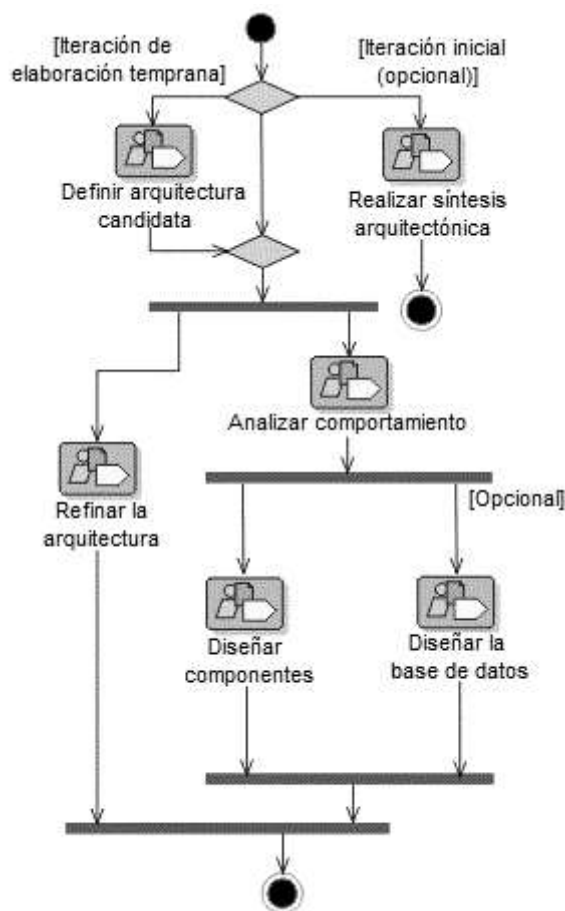 [Iteración de
elaboración temprana]
[Iteración inicial
(opcional)]
Definir arquitectura
candidata
Realizar síntesis
arquitectónica
Analizar comportamiento
Refinar la
arquitectura
[Opcional]
Diseñar
componentes
Diseñar la
base de datos